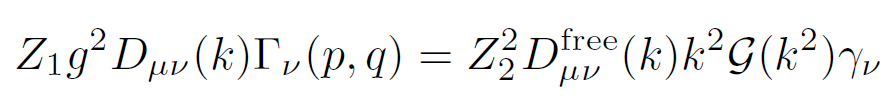 Z_1 g^2 D_{\mu\nu}(k) \Gamma_\nu(p, q) = Z_2^2 D_{\mu\nu}^{\text{free}}(k) k^2 \mathcal{G}(k^2) \gamma_\nu